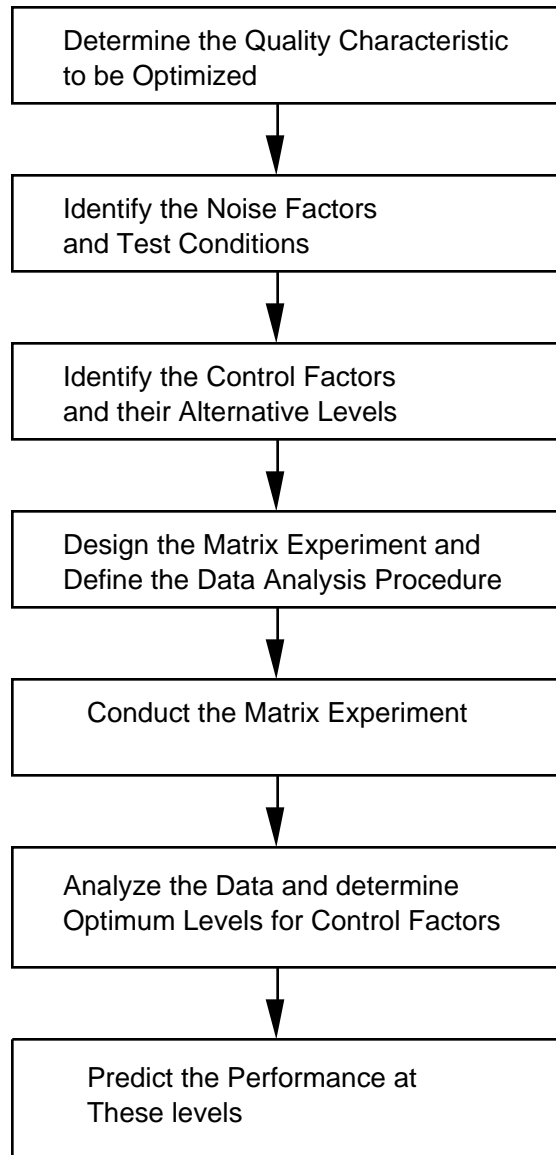 Determine the Quality Characteristic
to be Optimized
Identify the Noise Factors
and Test Conditions
Identify the Control Factors
and their Alternative Levels
Design the Matrix Experiment and
Define the Data Analysis Procedure
Conduct the Matrix Experiment
Analyze the Data and determine
Optimum Levels for Control Factors
Predict the Performance at
These levels